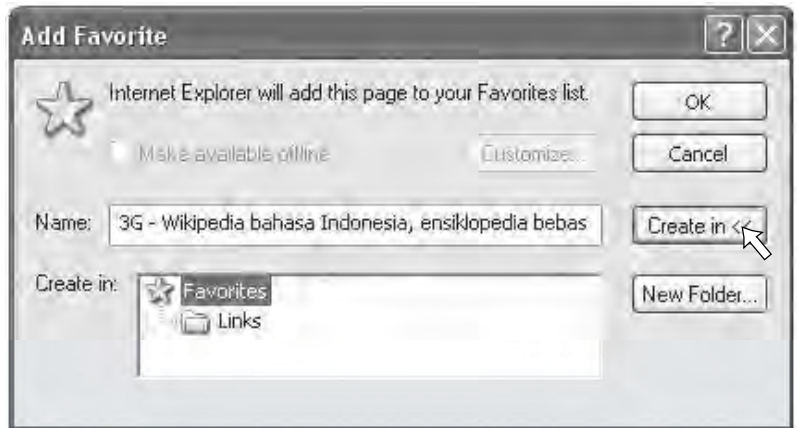 Add Favorite
Internet Explorer will add this page to your Favorites list.
OK
Make available offline
Customize...
Cancel
Name: 3G - Wikipedia bahasa Indonesia, ensiklopedia bebas
Create in <<
Create in: Favorites
New Folder...
Links